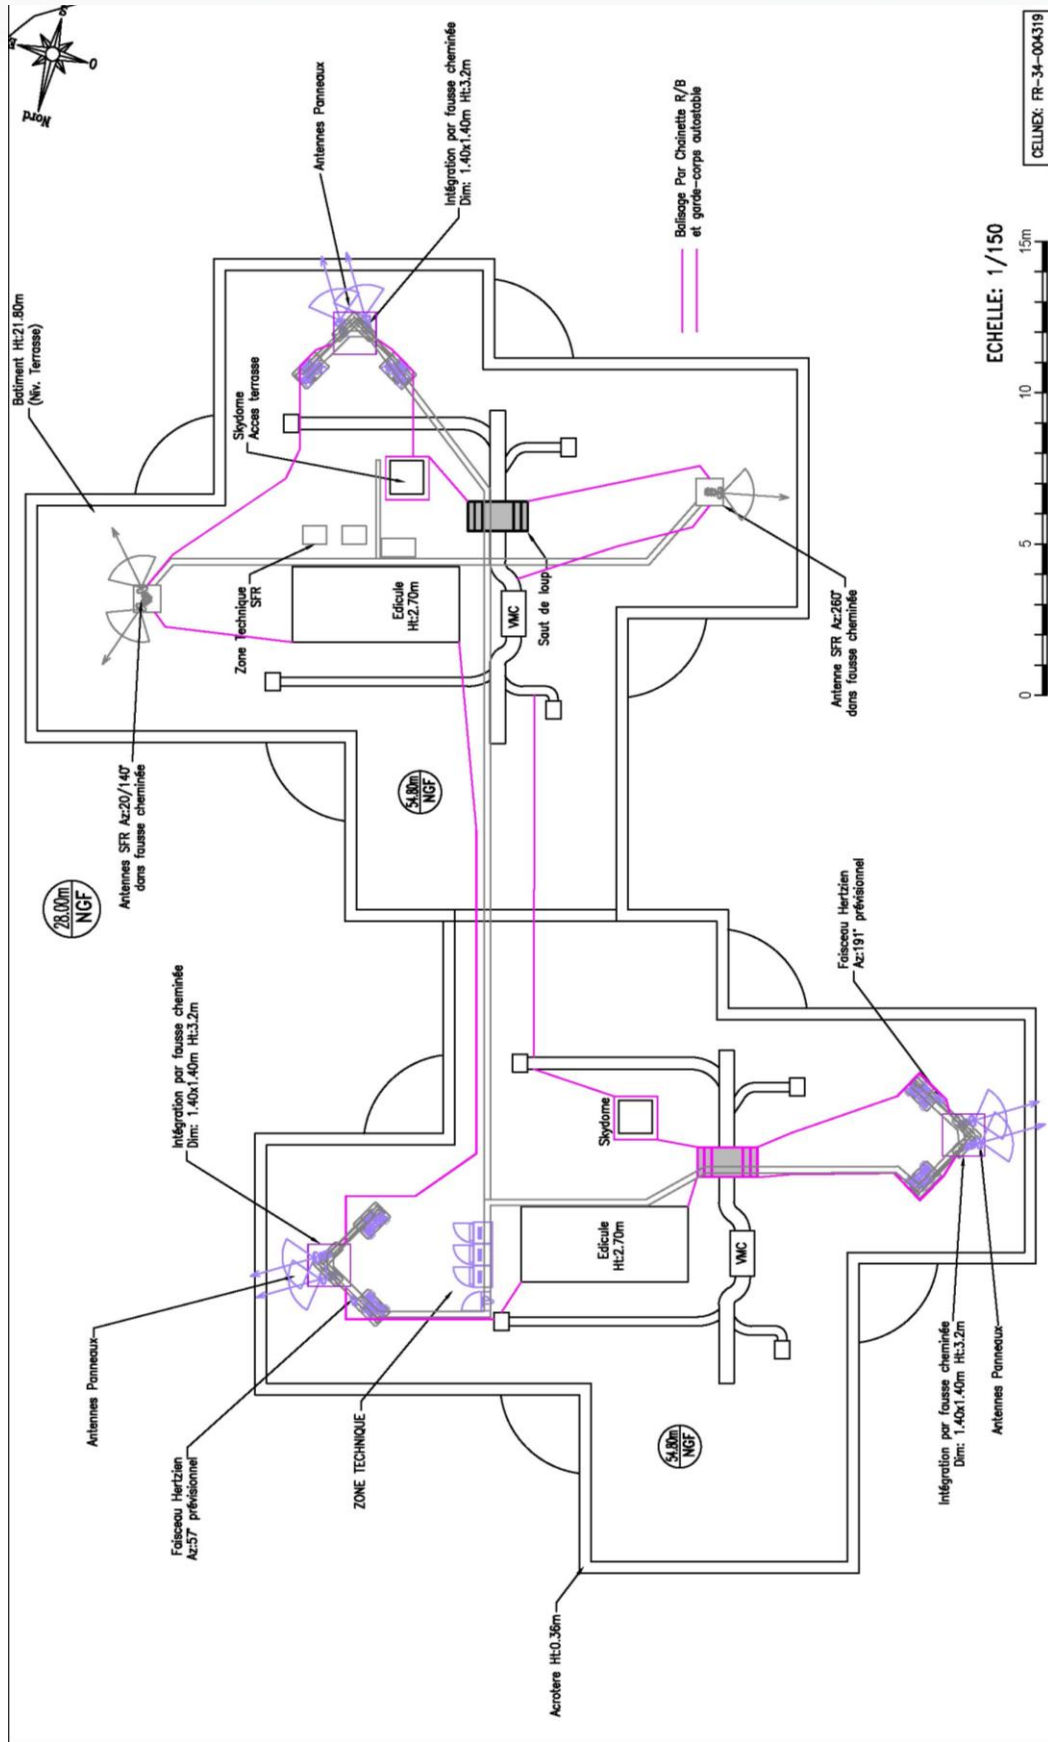 Nord
S
O
E
Batiment Ht:21.80m
(Niv. Terrasse)
Antennes Panneaux
Intégration par fausse cheminée
Dim: 1.40x1.40m Ht:3.2m
Balisage Par Chainette R/B
et garde-corps autostable
CELLNEX: FR-34-004319
ECHELLE: 1/150
0
5
10
15m
Skydome
Acces terrasse
Zone Technique
SFR
Edicule
Ht:2.70m
VMC
Saut de loup
Antenne SFR Az:260°
dans fausse cheminée
Antennes SFR Az:20/140°
dans fausse cheminée
54.80m
NGF
28.00m
NGF
Intégration par fausse cheminée
Dim: 1.40x1.40m Ht:3.2m
Faisceau Hertzien
Az:191° prévisionnel
Skydome
Edicule
Ht:2.70m
VMC
Antennes Panneaux
Faisceau Hertzien
Az:57° prévisionnel
ZONE TECHNIQUE
54.80m
NGF
Intégration par fausse cheminée
Dim: 1.40x1.40m Ht:3.2m
Antennes Panneaux
Acrotere Ht:0.36m